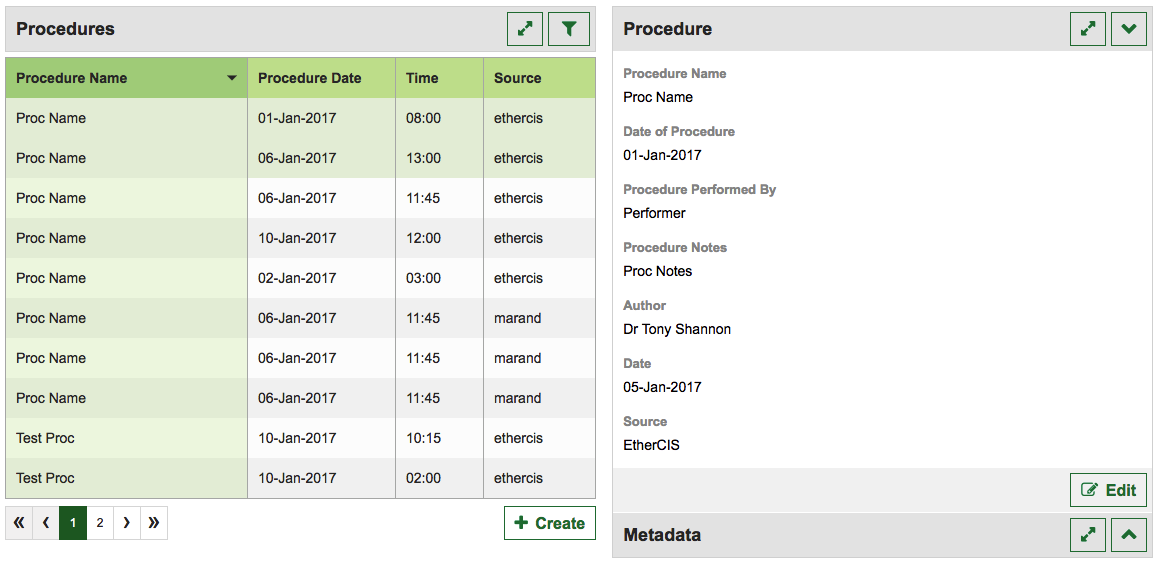 Procedures
Procedure Name Procedure Date Time Source
Proc Name 01-Jan-2017 08:00 ethercis
Proc Name 06-Jan-2017 13:00 ethercis
Proc Name 06-Jan-2017 11:45 ethercis
Proc Name 10-Jan-2017 12:00 ethercis
Proc Name 02-Jan-2017 03:00 ethercis
Proc Name 06-Jan-2017 11:45 marand
Proc Name 06-Jan-2017 11:45 marand
Proc Name 06-Jan-2017 11:45 marand
Test Proc 10-Jan-2017 10:15 ethercis
Test Proc 10-Jan-2017 02:00 ethercis
« ‹ 1 2 › »
+ Create
Procedure
Procedure Name
Proc Name
Date of Procedure
01-Jan-2017
Procedure Performed By
Performer
Procedure Notes
Proc Notes
Author
Dr Tony Shannon
Date
05-Jan-2017
Source
EtherCIS
Edit
Metadata